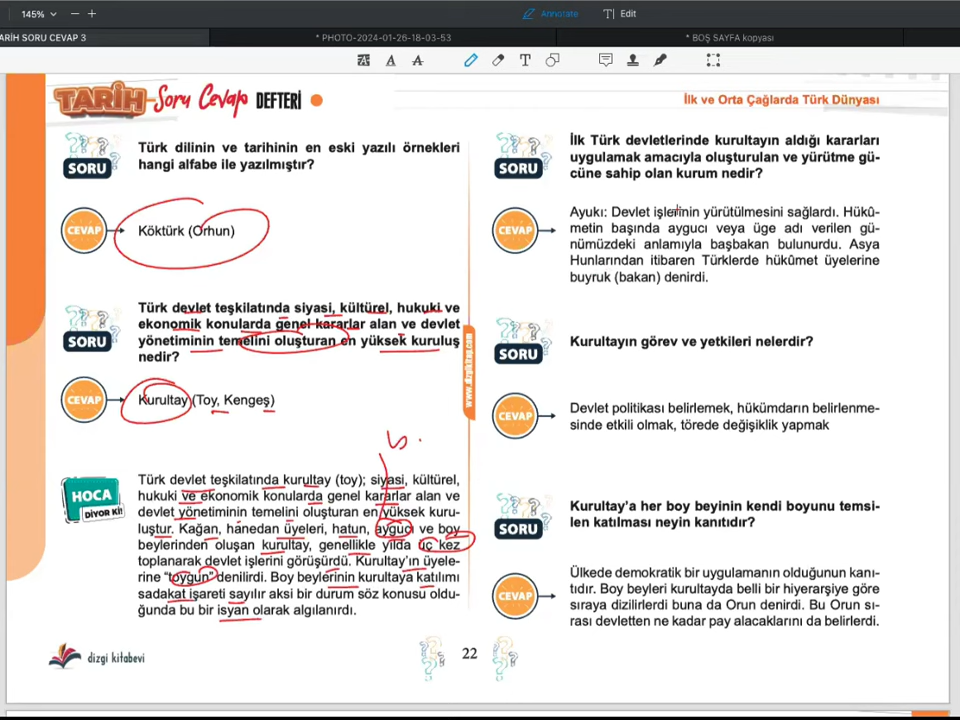 145%
Annotate
Edit
TARİH SORU CEVAP 3
* PHOTO-2024-01-26-18-03-53
* BOŞ SAYFA kopyası
TARİH Soru Cevap DEFTERİ
SORU
Türk dilinin ve tarihinin en eski yazılı örnekleri
hangi alfabe ile yazılmıştır?
CEVAP
Köktürk (Orhun)
SORU
Türk devlet teşkilatında siyasi, kültürel, hukuki ve
ekonomik konularda genel kararlar alan ve devlet
yönetiminin temelini oluşturan en yüksek kuruluş
nedir?
CEVAP
Kurultay (Toy, Kengeş)
HOCA
DİYOR Kİ!
Türk devlet teşkilatında kurultay (toy); siyasi, kültürel,
hukuki ve ekonomik konularda genel kararlar alan ve
devlet yönetiminin temelini oluşturan en yüksek kuru-
luştur. Kağan, hanedan üyeleri, hatun, aygucı ve boy
beylerinden oluşan kurultay, genellikle yılda üç kez
toplanarak devlet işlerini görüşürdü. Kurultay'ın üyele-
rine “toygun” denilirdi. Boy beylerinin kurultaya katılımı
sadakat işareti sayılır aksi bir durum söz konusu oldu-
ğunda bu bir isyan olarak algılanırdı.
dizgi kitabevi
www.dizgikitap.com
22
İlk ve Orta Çağlarda Türk Dünyası
SORU
İlk Türk devletlerinde kurultayın aldığı kararları
uygulamak amacıyla oluşturulan ve yürütme gü-
cüne sahip olan kurum nedir?
CEVAP
Ayukı: Devlet işlerinin yürütülmesini sağlardı. Hükû-
metin başında aygucı veya üge adı verilen gü-
nümüzdeki anlamıyla başbakan bulunurdu. Asya
Hunlarından itibaren Türklerde hükûmet üyelerine
buyruk (bakan) denirdi.
SORU
Kurultayın görev ve yetkileri nelerdir?
CEVAP
Devlet politikası belirlemek, hükümdarın belirlenme-
sinde etkili olmak, törede değişiklik yapmak
SORU
Kurultay'a her boy beyinin kendi boyunu temsi-
len katılması neyin kanıtıdır?
CEVAP
Ülkede demokratik bir uygulamanın olduğunun kanı-
tıdır. Boy beyleri kurultayda belli bir hiyerarşiye göre
sıraya dizilirlerdi buna da Orun denirdi. Bu Orun sı-
rası devletten ne kadar pay alacaklarını da belirlerdi.